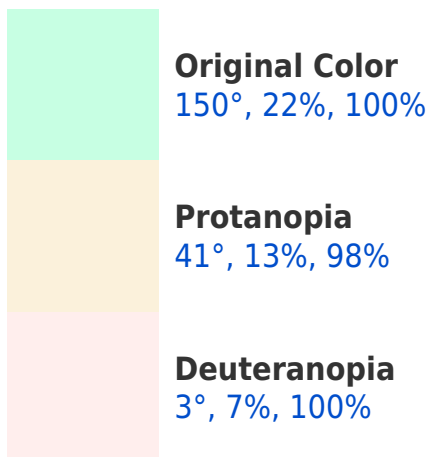 Original Color
150°, 22%, 100%
Protanopia
41°, 13%, 98%
Deuteranopia
3°, 7%, 100%